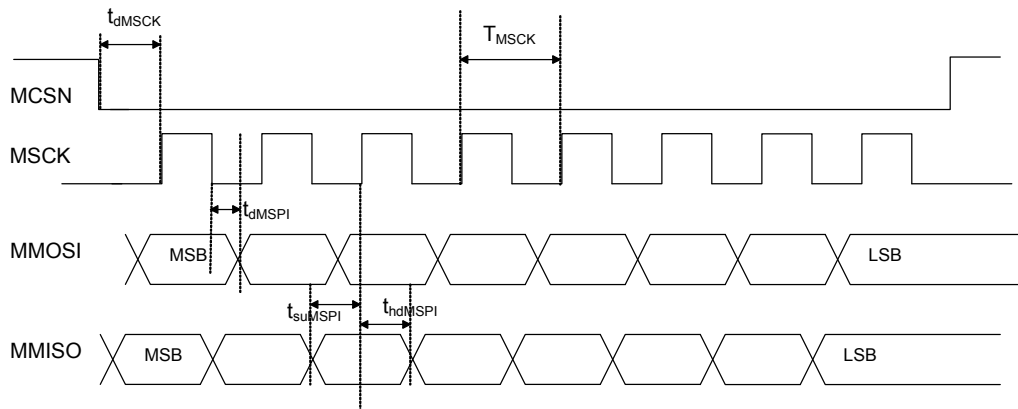 tdMSCK
TMSCK
MCSN
MSCK
tdMSPI
MMOSI
MSB
LSB
tsuMSPI
thdMSPI
MMISO
MSB
LSB